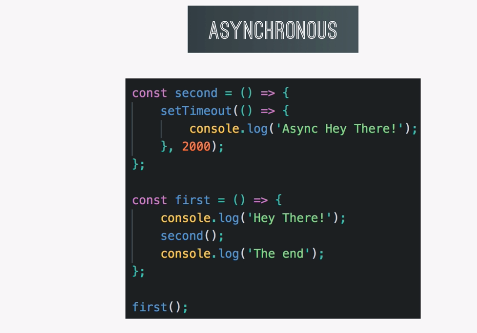 ASYNCHRONOUS
const second = () => {
    setTimeout(() => {
        console.log('Async Hey There!');
    }, 2000);
};
const first = () => {
    console.log('Hey There!');
    second();
    console.log('The end');
};
first();